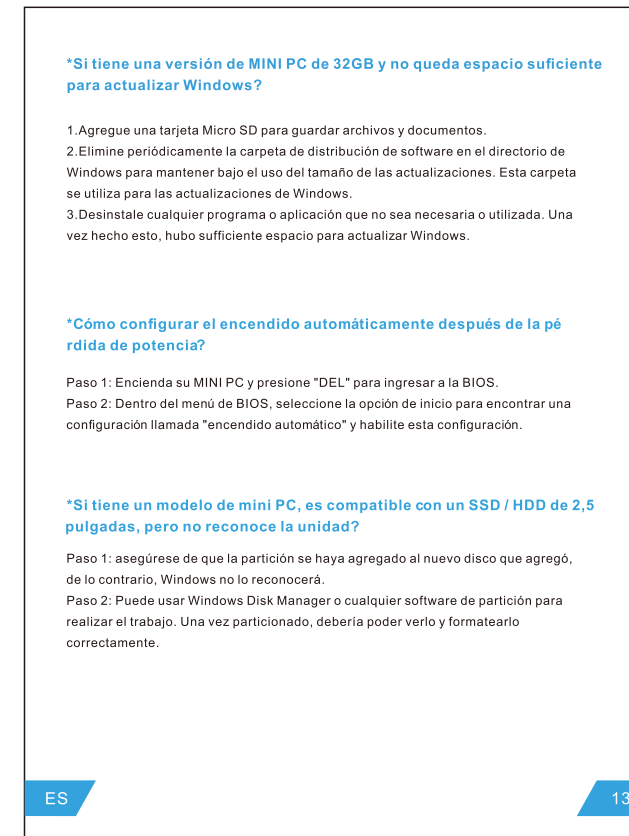 *Si tiene una versión de MINI PC de 32GB y no queda espacio suficiente
para actualizar Windows?
1.Agregue una tarjeta Micro SD para guardar archivos y documentos.
2.Elimine periódicamente la carpeta de distribución de software en el directorio de
Windows para mantener bajo el uso del tamaño de las actualizaciones. Esta carpeta
se utiliza para las actualizaciones de Windows.
3.Desinstale cualquier programa o aplicación que no sea necesaria o utilizada. Una
vez hecho esto, hubo sufficiente espacio para actualizar Windows.
*Cómo configurar el encendido automáticamente después de la pé
rdida de potencia?
Paso 1: Encienda su MINI PC y presione "DEL" para ingresar a la BIOS.
Paso 2: Dentro del menú de BIOS, seleccione la opción de inicio para encontrar una
configuración llamada "encendido automático" y habilite esta configuración.
*Si tiene un modelo de mini PC, es compatible con un SSD / HDD de 2,5
pulgadas, pero no reconoce la unidad?
Paso 1: asegúrese de que la partición se haya agregado al nuevo disco que agregó,
de lo contrario, Windows no lo reconocerá.
Paso 2: Puede usar Windows Disk Manager o cualquier software de partición para
realizar el trabajo. Una vez particionado, debería poder verlo y formatearlo
correctamente.
ES
13